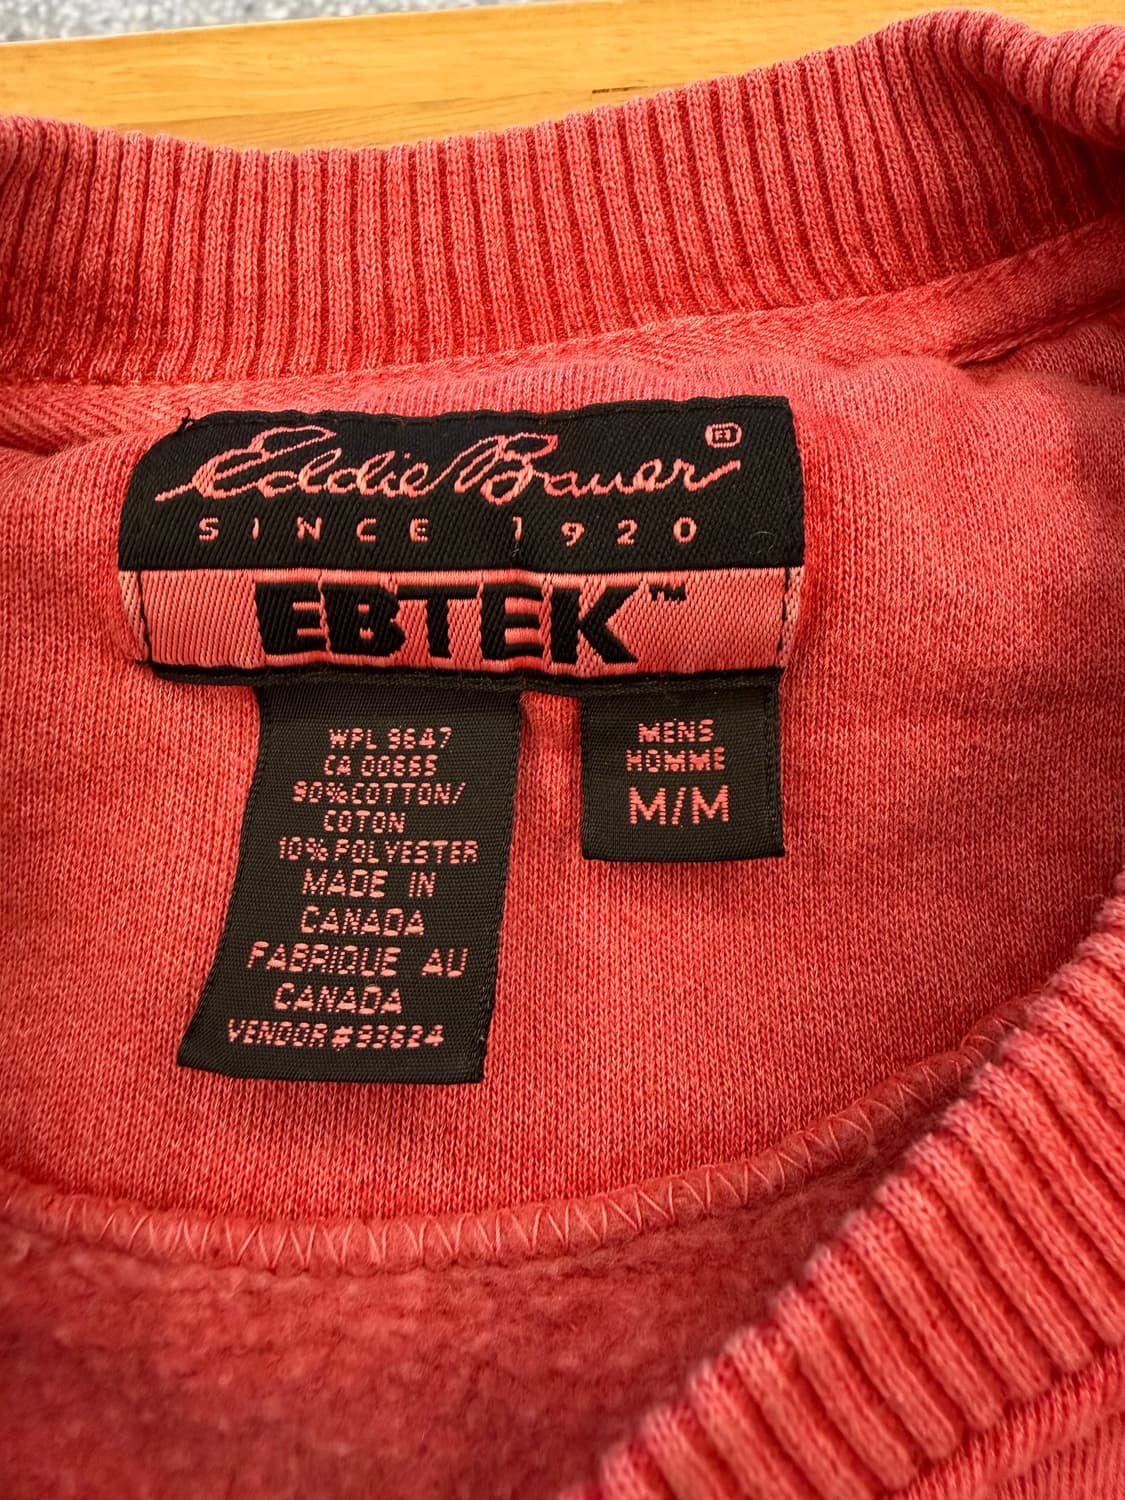 Eddie Bauer ®
SINCE 1920
EBTEK™
WPL 9647
CA 00665
90% COTTON/
COTON
10% POLYESTER
MADE IN
CANADA
FABRIQUE AU
CANADA
VENDOR #93624
MENS
HOMME
M/M